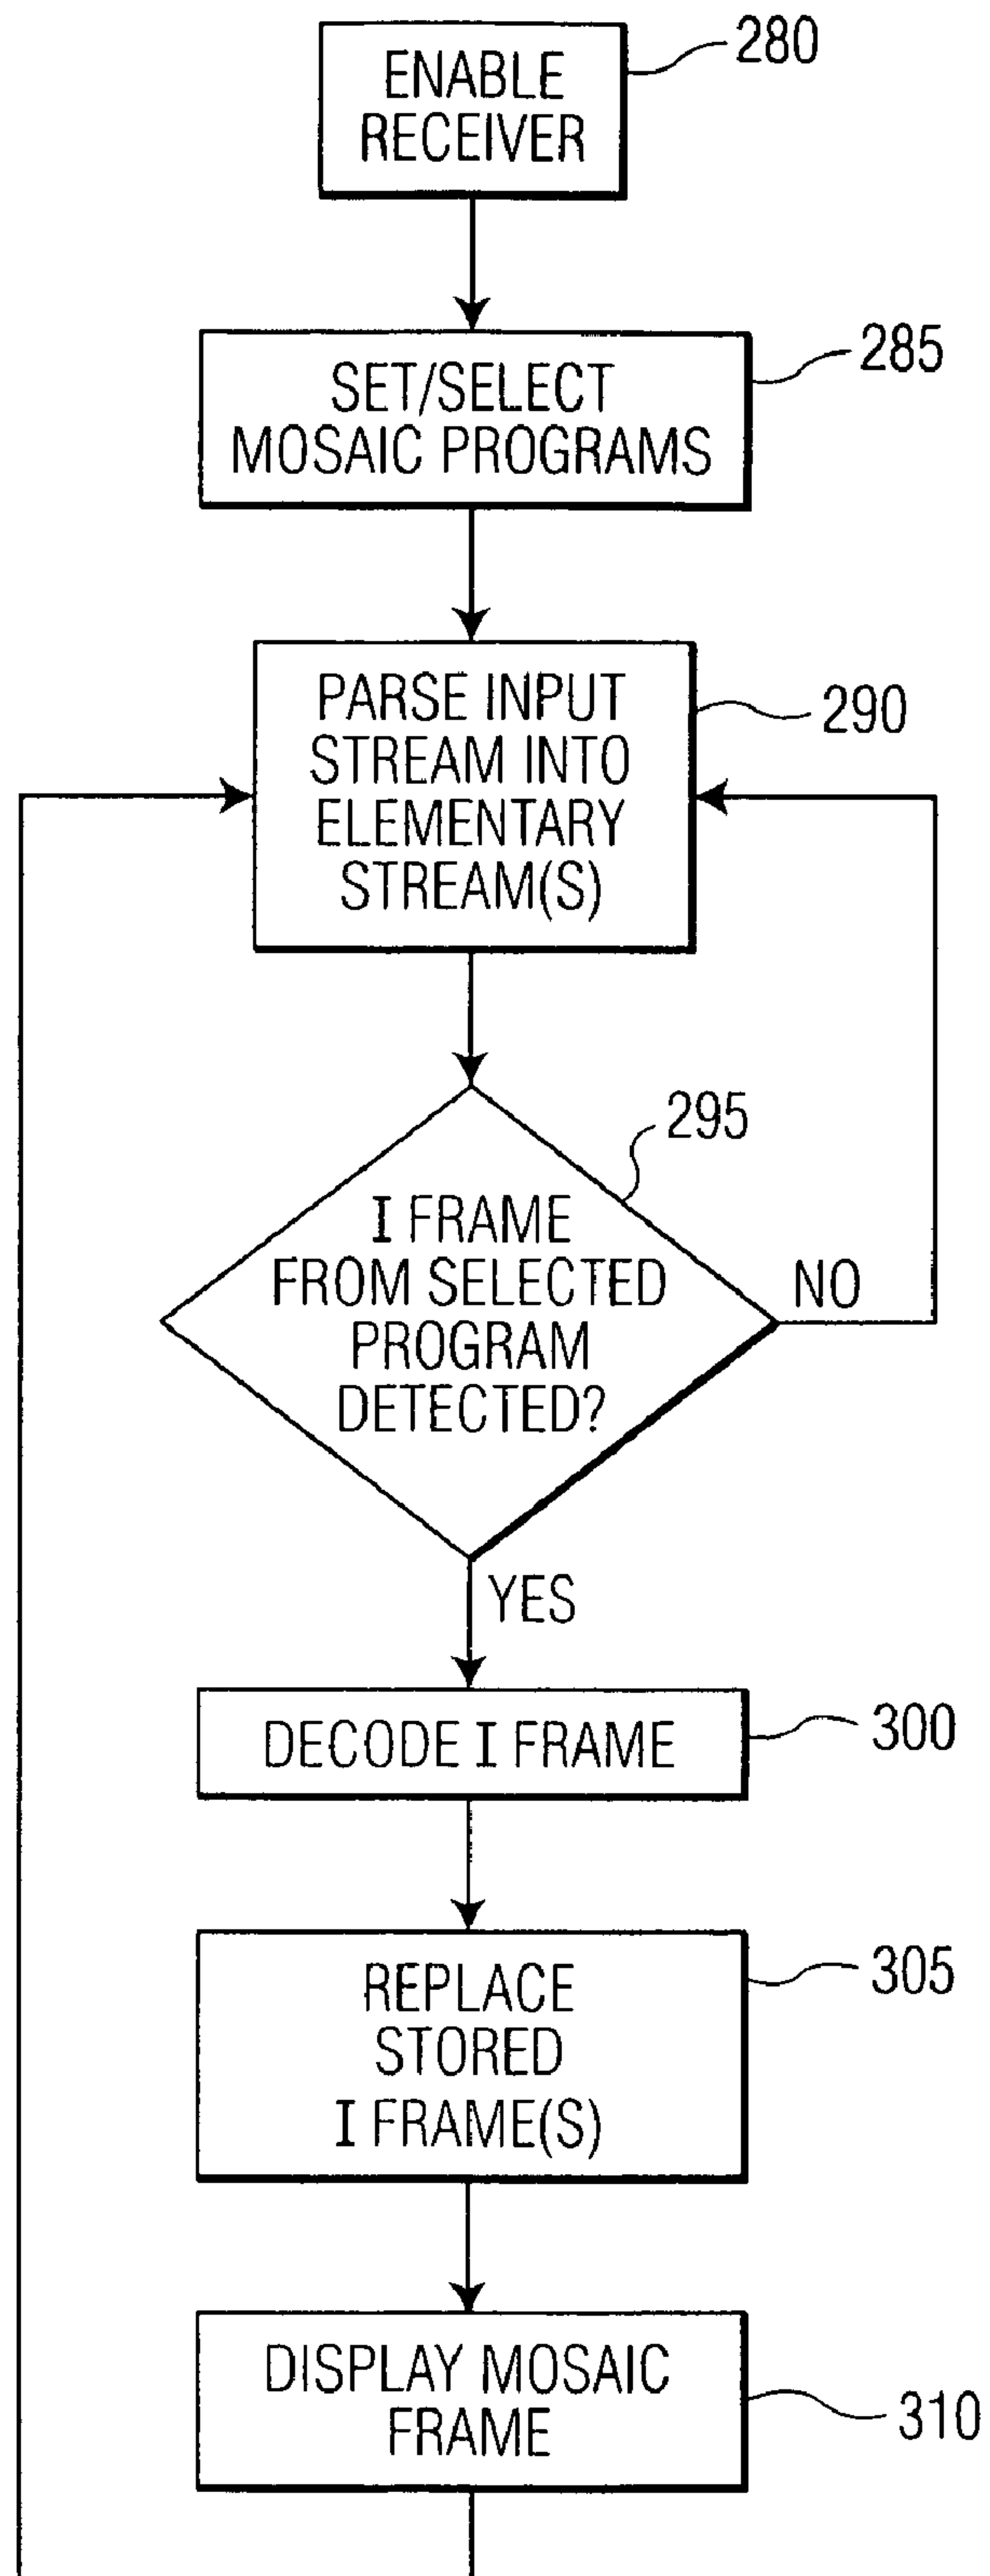 ENABLE
RECEIVER
280
SET/SELECT
MOSAIC PROGRAMS
285
PARSE INPUT
STREAM INTO
ELEMENTARY
STREAM(S)
290
I FRAME
FROM SELECTED
PROGRAM
DETECTED?
295
NO
YES
DECODE I FRAME
300
REPLACE
STORED
I FRAME(S)
305
DISPLAY MOSAIC
FRAME
310